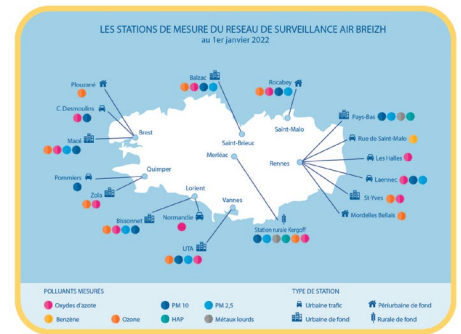 LES STATIONS DE MESURE DU RESEAU DE SURVEILLANCE AIR BREIZH
au 1er janvier 2022
Plouzané
Balzac
Rocabey
C.Desmoulins
Pays-Bas
Macé
Brest
Saint-Brieuc
Saint-Malo
Rue de Saint-Malo
Merléac
Les Halles
Rennes
Pommiers
Quimper
Laennec
Zola
Lorient
St-Yves
Vannes
Bissonnet
Normandie
Mordelles Bellais
UTA
Station rurale Kergoff
POLLUANTS MESURÉS
TYPE DE STATION
Oxydes d'azote
PM 10
PM 2,5
Urbaine trafic
Périurbaine de fond
Benzène
Ozone
HAP
Métaux lourds
Urbaine de fond
Rurale de fond